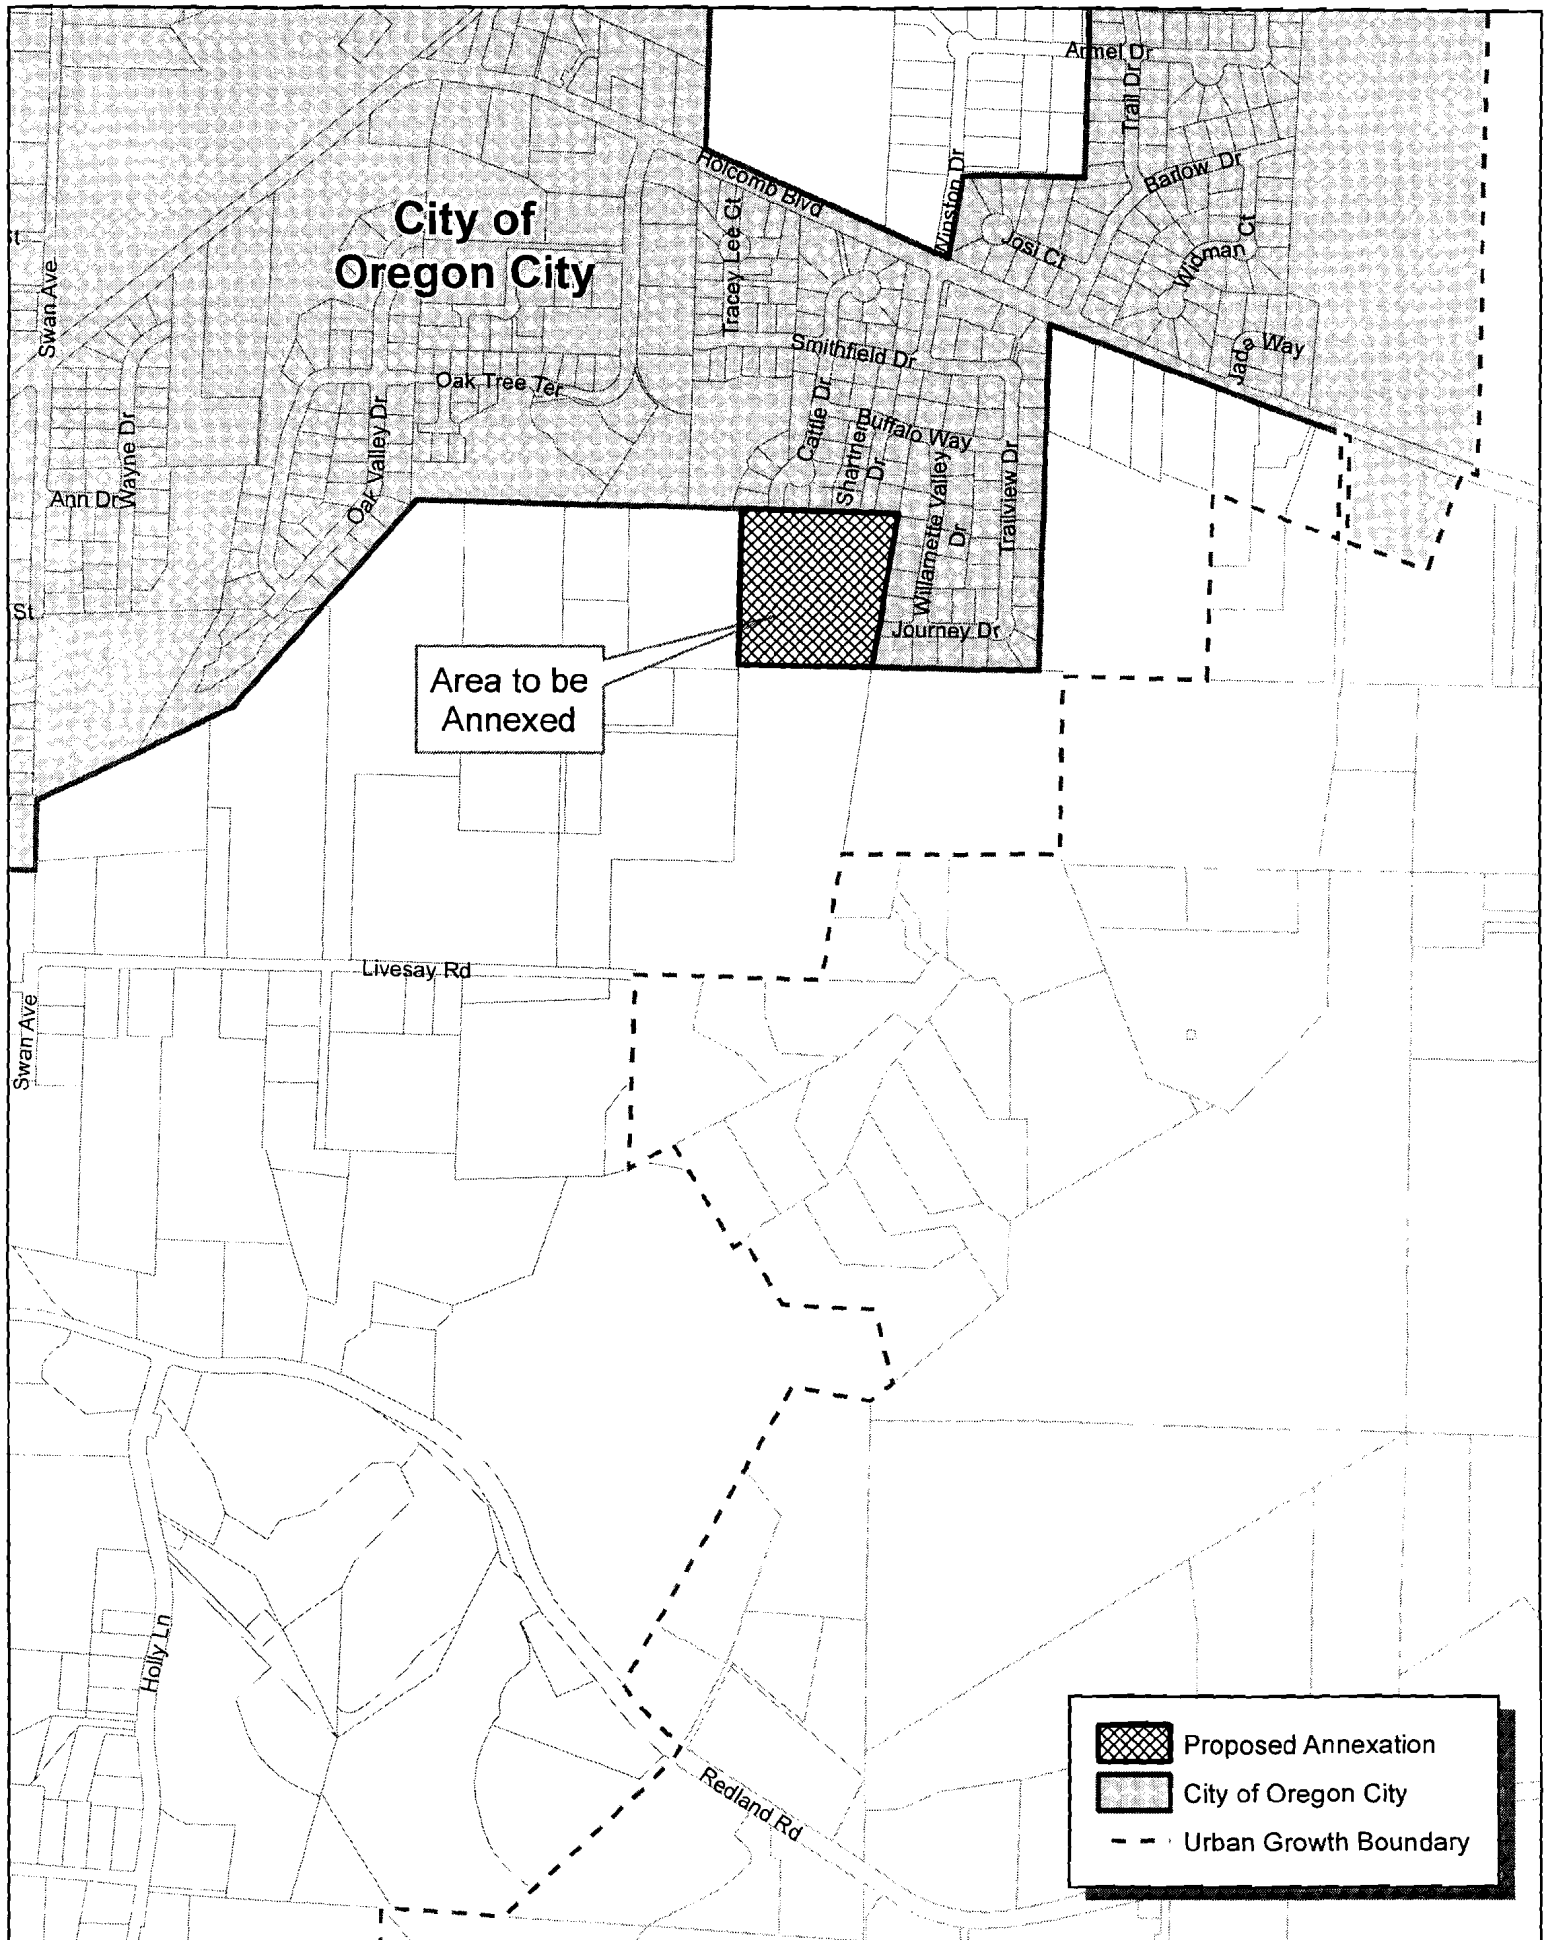 Armel Dr
Trail Dr
Barlow Dr
Holcomb Blvd
Winston Dr
City of
Oregon City
Tracey Lee Ct
Josi Ct
Widman
Ct
Swan Ave
Smithfield Dr
Jada Way
Oak Tree Ter
Cattle Dr
Buffalo Way
Wayne Dr
Oak Valley Dr
Shartner
Dr
Trailview Dr
Ann Dr
Willamette Valley
Dr
St
Journey Dr
Area to be
Annexed
Livesay Rd
Swan Ave
Holly Ln
Redland Rd
Proposed Annexation
City of Oregon City
Urban Growth Boundary